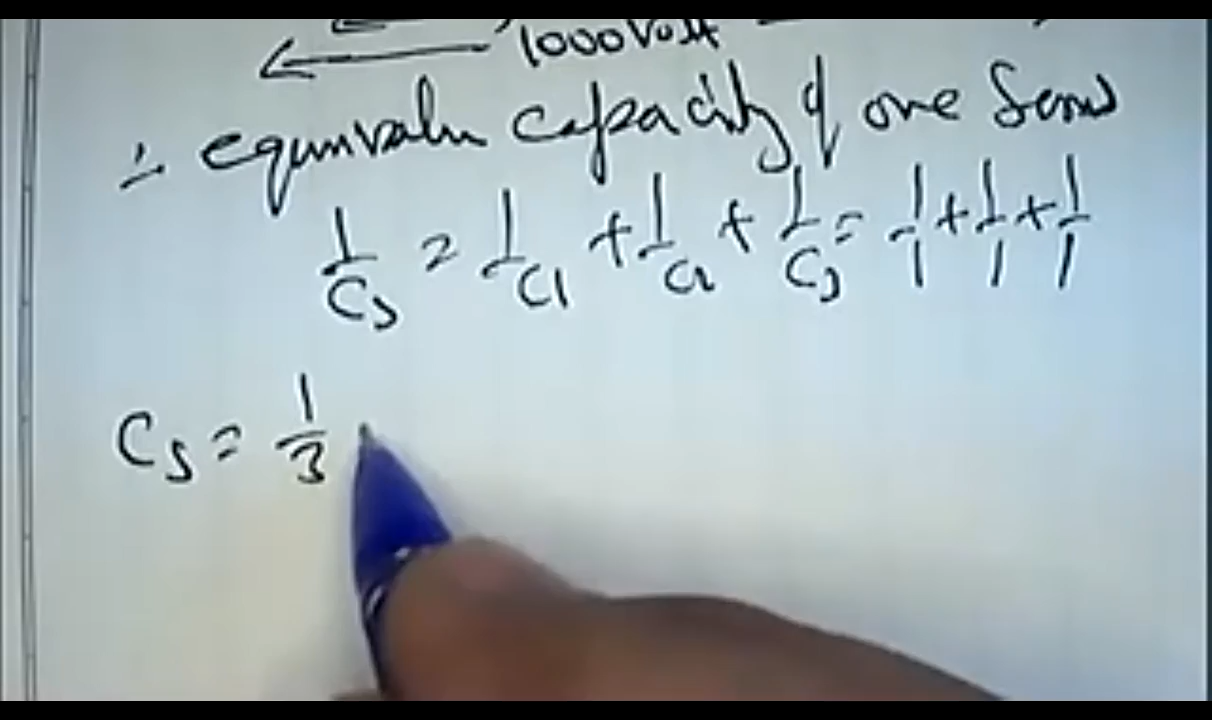 1000 Volt
∴ equivalen capacity of one Series
1/Cs = 1/C1 + 1/C2 + 1/C3 = 1/1 + 1/1 + 1/1
Cs = 1/3